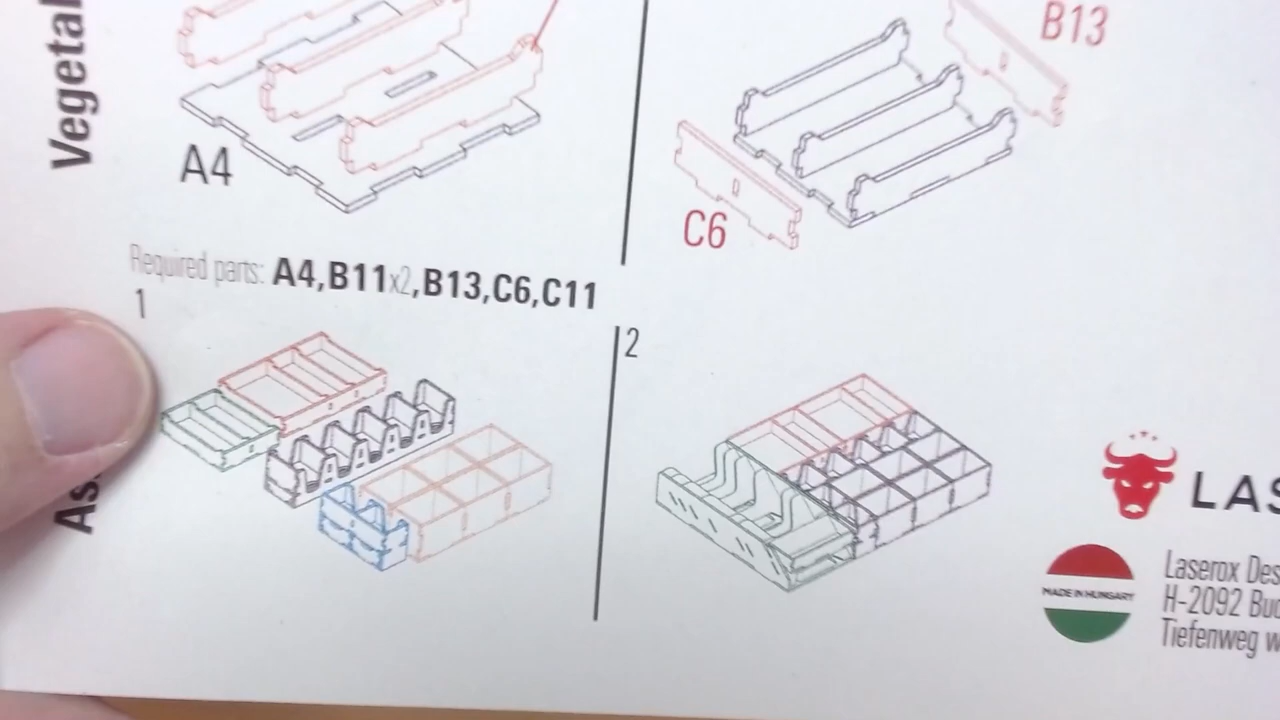 Vegetal
A4
B13
C6
Required parts: A4,B11x2,B13,C6,C11
1
2
As
LAS
MADE IN HUNGARY
Laserox Des
H-2092 Bud
Tiefenweg w